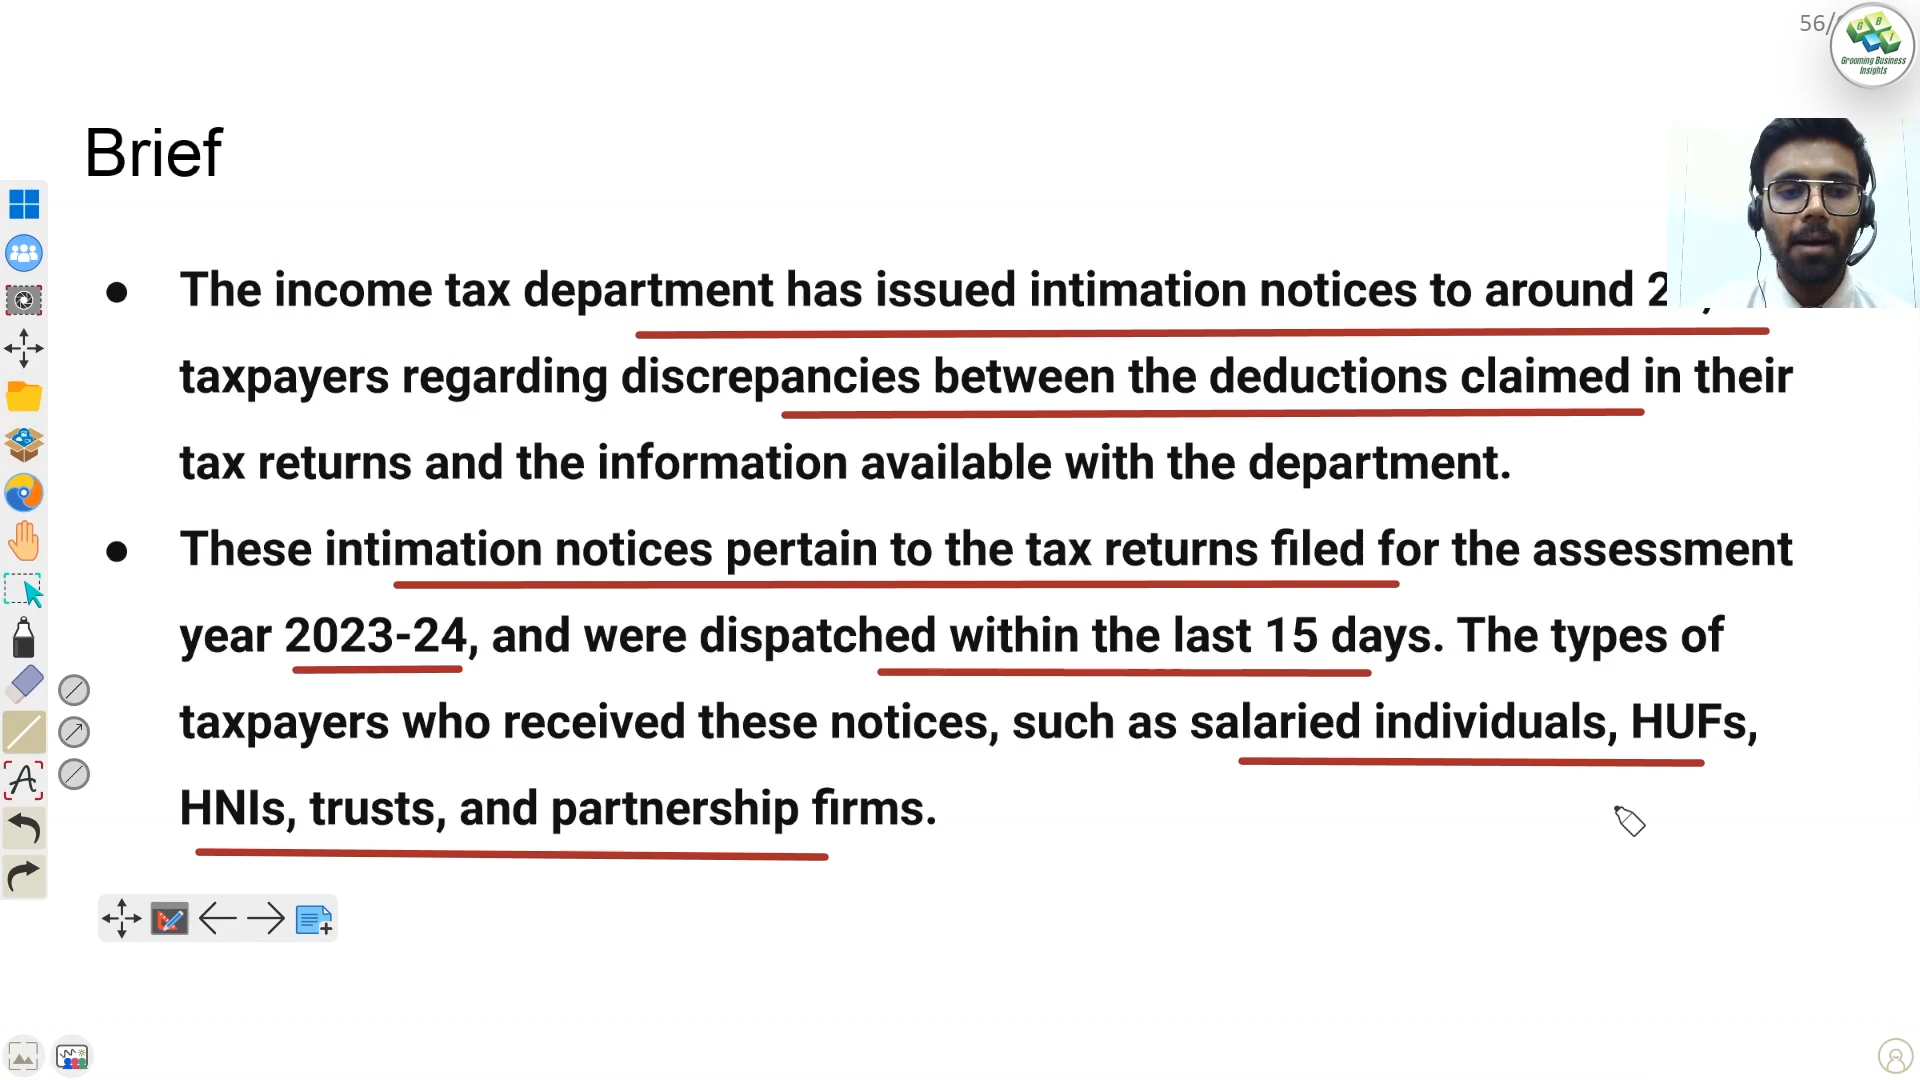 56/
G B I
Grooming Business
Insights
Brief
● The income tax department has issued intimation notices to around
taxpayers regarding discrepancies between the deductions claimed in their
tax returns and the information available with the department.
● These intimation notices pertain to the tax returns filed for the assessment
year 2023-24, and were dispatched within the last 15 days. The types of
taxpayers who received these notices, such as salaried individuals, HUFs,
HNIs, trusts, and partnership firms.